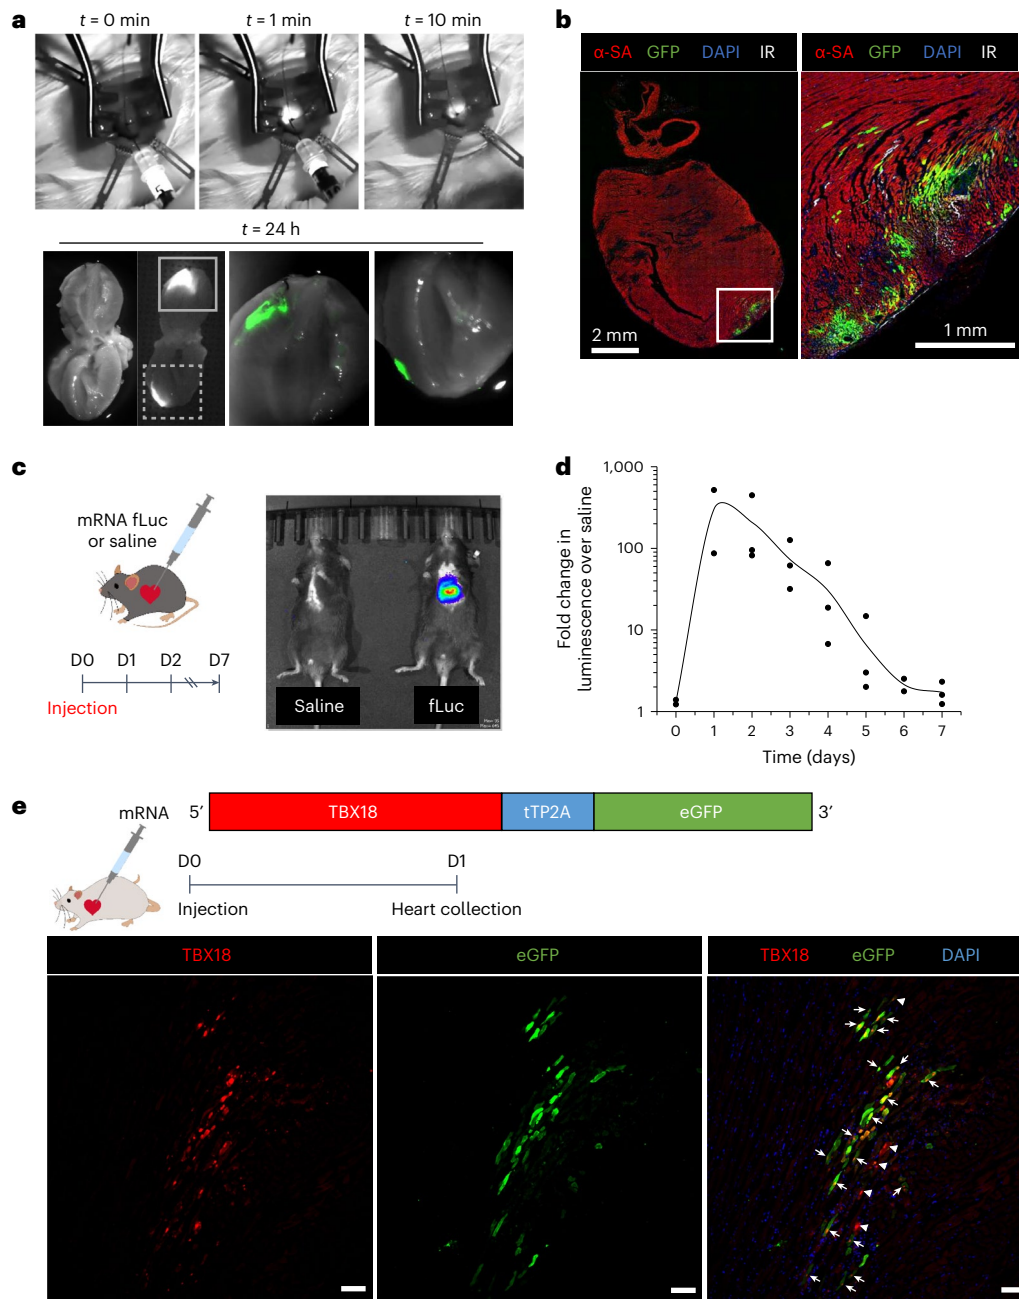 a
t = 0 min
t = 1 min
t = 10 min
t = 24 h
b
α-SA GFP DAPI IR
α-SA GFP DAPI IR
2 mm
1 mm
c
mRNA fLuc
or saline
D0 D1 D2 D7
Injection
Saline
fLuc
d
Fold change in
luminescence over saline
1,000
100
10
1
0 1 2 3 4 5 6 7
Time (days)
e
mRNA
5′ TBX18 tTP2A eGFP 3′
D0 D1
Injection Heart collection
TBX18
eGFP
TBX18 eGFP DAPI